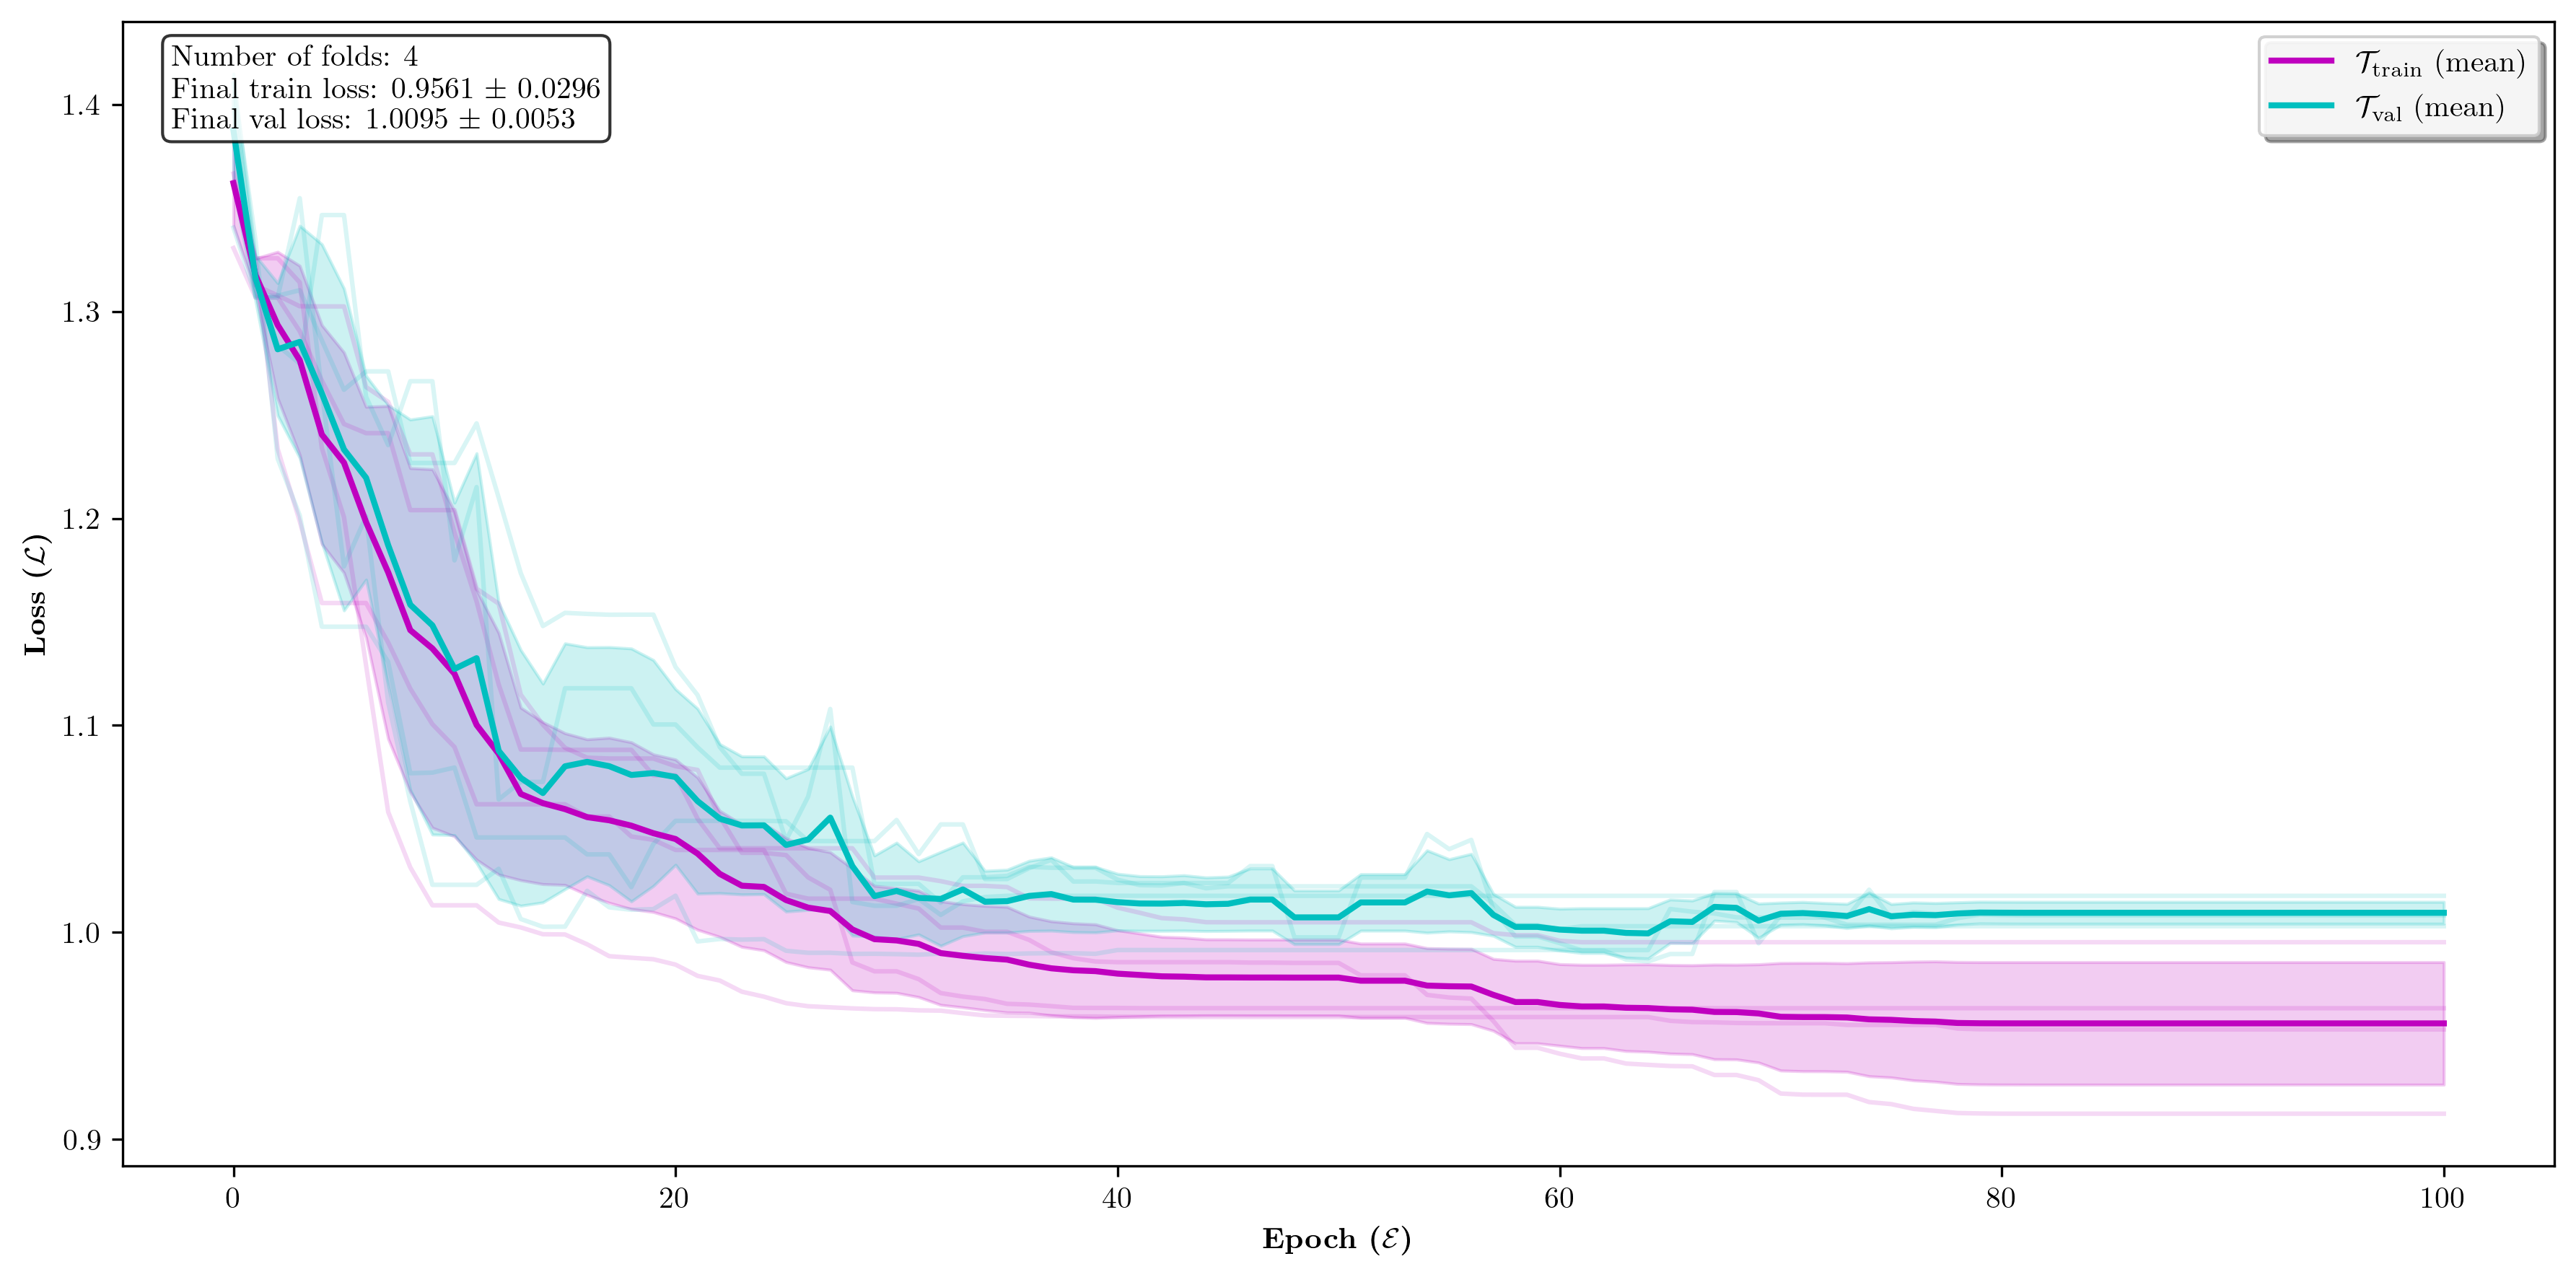 Number of folds: 4
Final train loss: 0.9561 ± 0.0296
Final val loss: 1.0095 ± 0.0053
𝒯train (mean)
𝒯val (mean)
1.4
1.3
1.2
1.1
1.0
0.9
Loss (ℒ)
0 20 40 60 80 100
Epoch (ℰ)